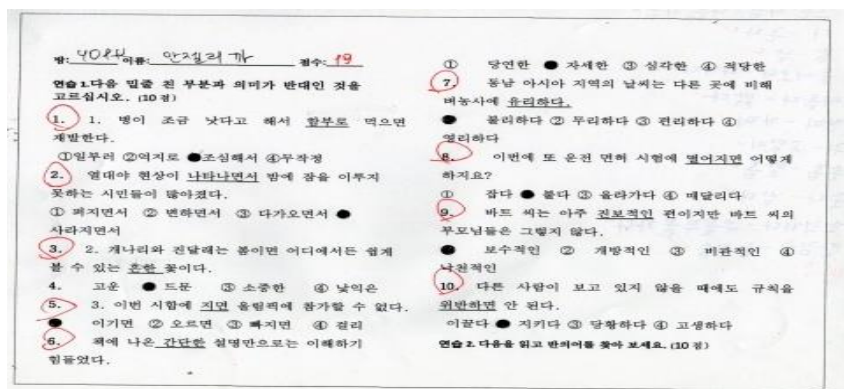 방: 401호 이름: 안젤리까 점수: 19
연습 1.다음 밑줄 친 부분과 의미가 반대인 것을
고르십시오. (10점)
1. 1. 병이 조금 낫다고 해서 함부로 먹으면
재발한다.
①일부러 ②억지로 ●조심해서 ④무작정
2. 열대야 현상이 나타나면서 밤에 잠을 이루지
못하는 시민들이 많아졌다.
① 퍼지면서 ② 변하면서 ③ 다가오면서 ●
사라지면서
3. 2. 개나리와 진달래는 봄이면 어디에서든 쉽게
볼 수 있는 흔한 꽃이다.
4. 고운 ● 드문 ③ 소중한 ④ 낯익은
5. 3. 이번 시합에 지면 올림픽에 참가할 수 없다.
● 이기면 ② 오르면 ③ 빠지면 ④ 걸리
6. 책에 나온 간단한 설명만으로는 이해하기
힘들었다.
① 당연한 ● 자세한 ③ 심각한 ④ 적당한
7. 동남 아시아 지역의 날씨는 다른 곳에 비해
벼농사에 유리하다.
● 불리하다 ② 무리하다 ③ 편리하다 ④
영리하다
8. 이번에 또 운전 면허 시험에 떨어지면 어떻게
하지요?
① 잡다 ● 붙다 ③ 올라가다 ④ 매달리다
9. 바트 씨는 아주 진보적인 편이지만 바트 씨의
부모님들은 그렇지 않다.
● 보수적인 ② 개방적인 ③ 비관적인 ④
낙천적인
10. 다른 사람이 보고 있지 않을 때에도 규칙을
위반하면 안 된다.
이끌다 ● 지키다 ③ 당황하다 ④ 고생하다
연습 2. 다음을 읽고 반의어를 찾아 보세요. (10점)